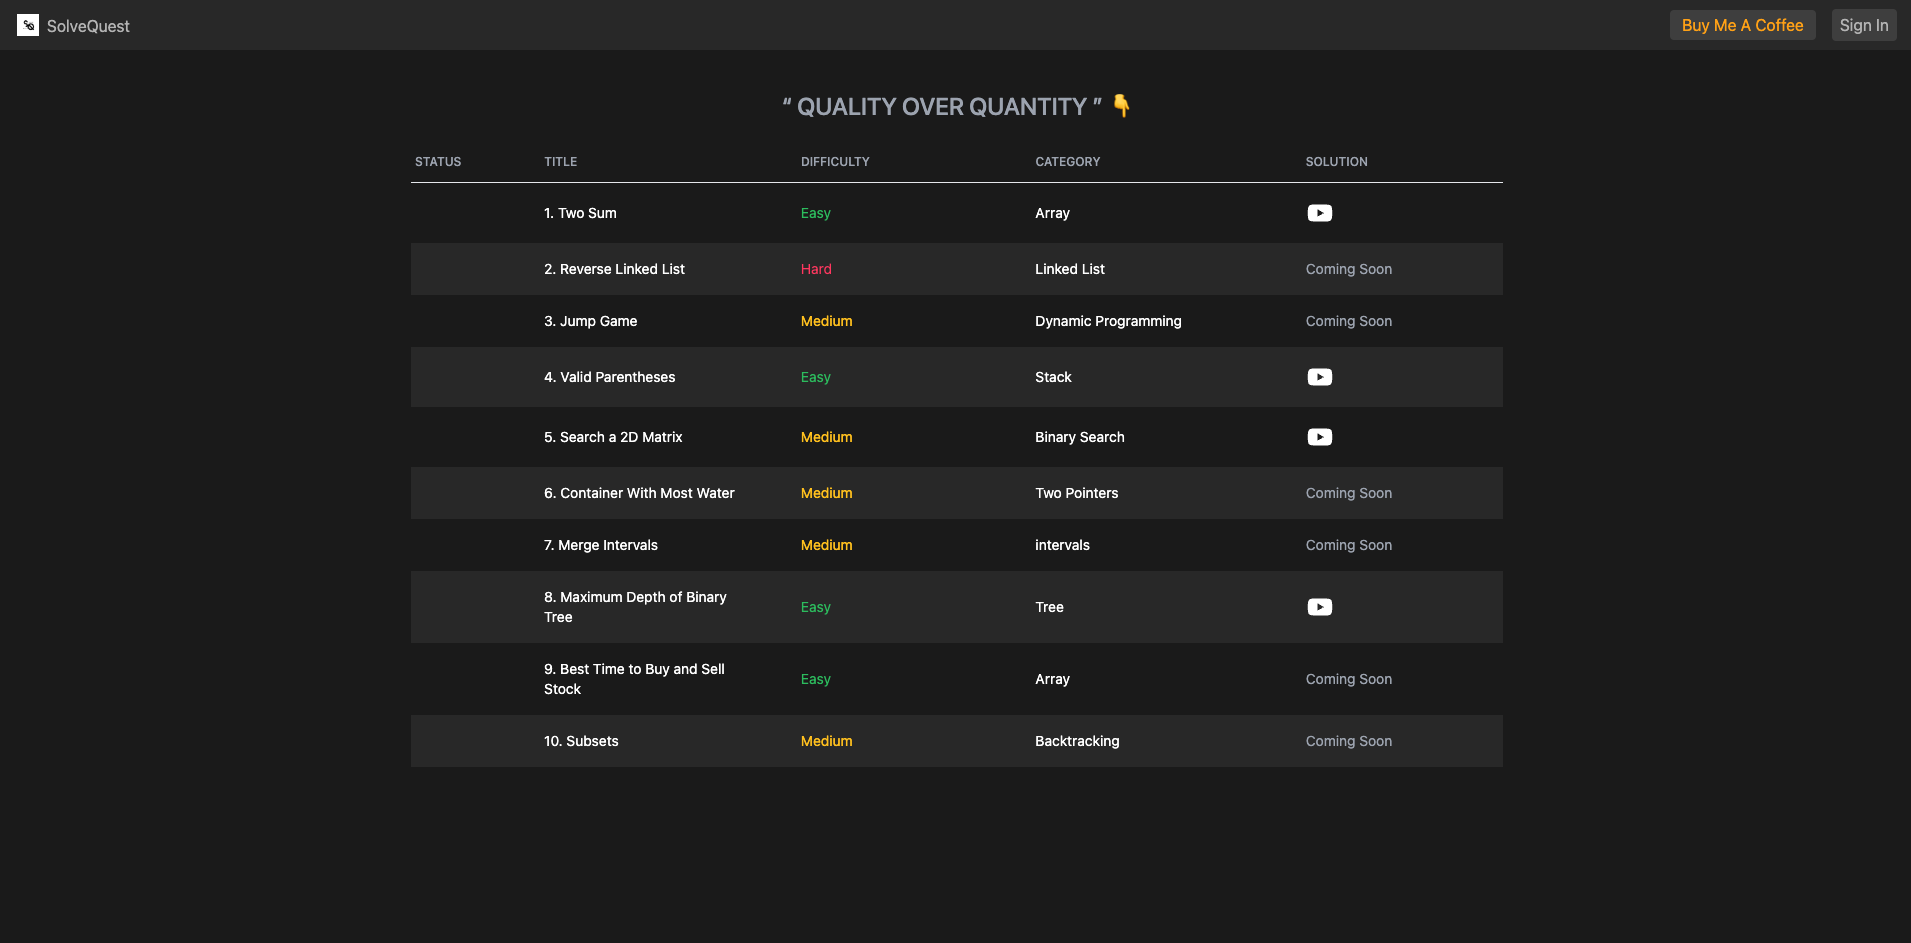 SolveQuest
Buy Me A Coffee
Sign In
“ QUALITY OVER QUANTITY ” 👇
STATUS TITLE DIFFICULTY CATEGORY SOLUTION
1. Two Sum Easy Array
2. Reverse Linked List Hard Linked List Coming Soon
3. Jump Game Medium Dynamic Programming Coming Soon
4. Valid Parentheses Easy Stack
5. Search a 2D Matrix Medium Binary Search
6. Container With Most Water Medium Two Pointers Coming Soon
7. Merge Intervals Medium intervals Coming Soon
8. Maximum Depth of Binary
Tree
Easy Tree
9. Best Time to Buy and Sell
Stock
Easy Array Coming Soon
10. Subsets Medium Backtracking Coming Soon